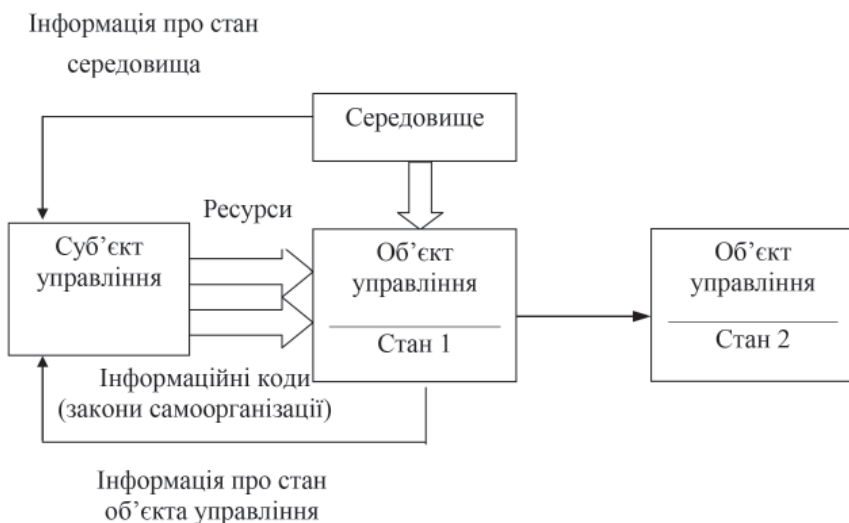 Інформація про стан
середовища
Середовище
Ресурси
Суб’єкт
управління
Об’єкт
управління
Стан 1
Об’єкт
управління
Стан 2
Інформаційні коди
(закони самоорганізації)
Інформація про стан
об’єкта управління